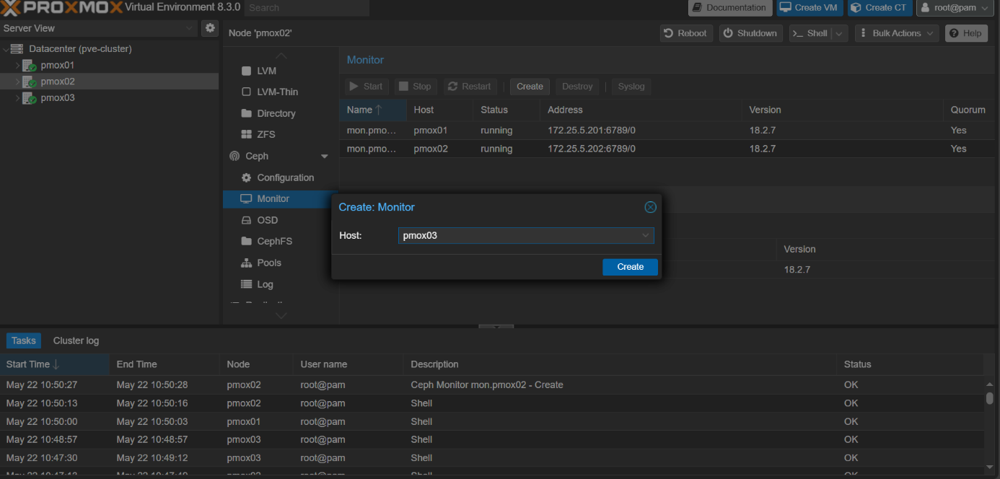 PROXMOX Virtual Environment 8.3.0 Search Documentation Create VM Create CT root@pam
Server View
Node 'pmox02' Reboot Shutdown Shell Bulk Actions Help
Datacenter (pve-cluster)
pmox01
pmox02
pmox03
LVM
LVM-Thin
Directory
ZFS
Ceph
Configuration
Monitor
OSD
CephFS
Pools
Log
Monitor
Start Stop Restart Create Destroy Syslog
Name Host Status Address Version Quorum
mon.pmo... pmox01 running 172.25.5.201:6789/0 18.2.7 Yes
mon.pmo... pmox02 running 172.25.5.202:6789/0 18.2.7 Yes
Create: Monitor
Host: pmox03
Create
Version
18.2.7
Tasks Cluster log
Start Time End Time Node User name Description Status
May 22 10:50:27 May 22 10:50:28 pmox02 root@pam Ceph Monitor mon.pmox02 - Create OK
May 22 10:50:13 May 22 10:50:16 pmox02 root@pam Shell OK
May 22 10:50:00 May 22 10:50:03 pmox01 root@pam Shell OK
May 22 10:48:57 May 22 10:48:57 pmox03 root@pam Shell OK
May 22 10:47:30 May 22 10:49:12 pmox03 root@pam Shell OK